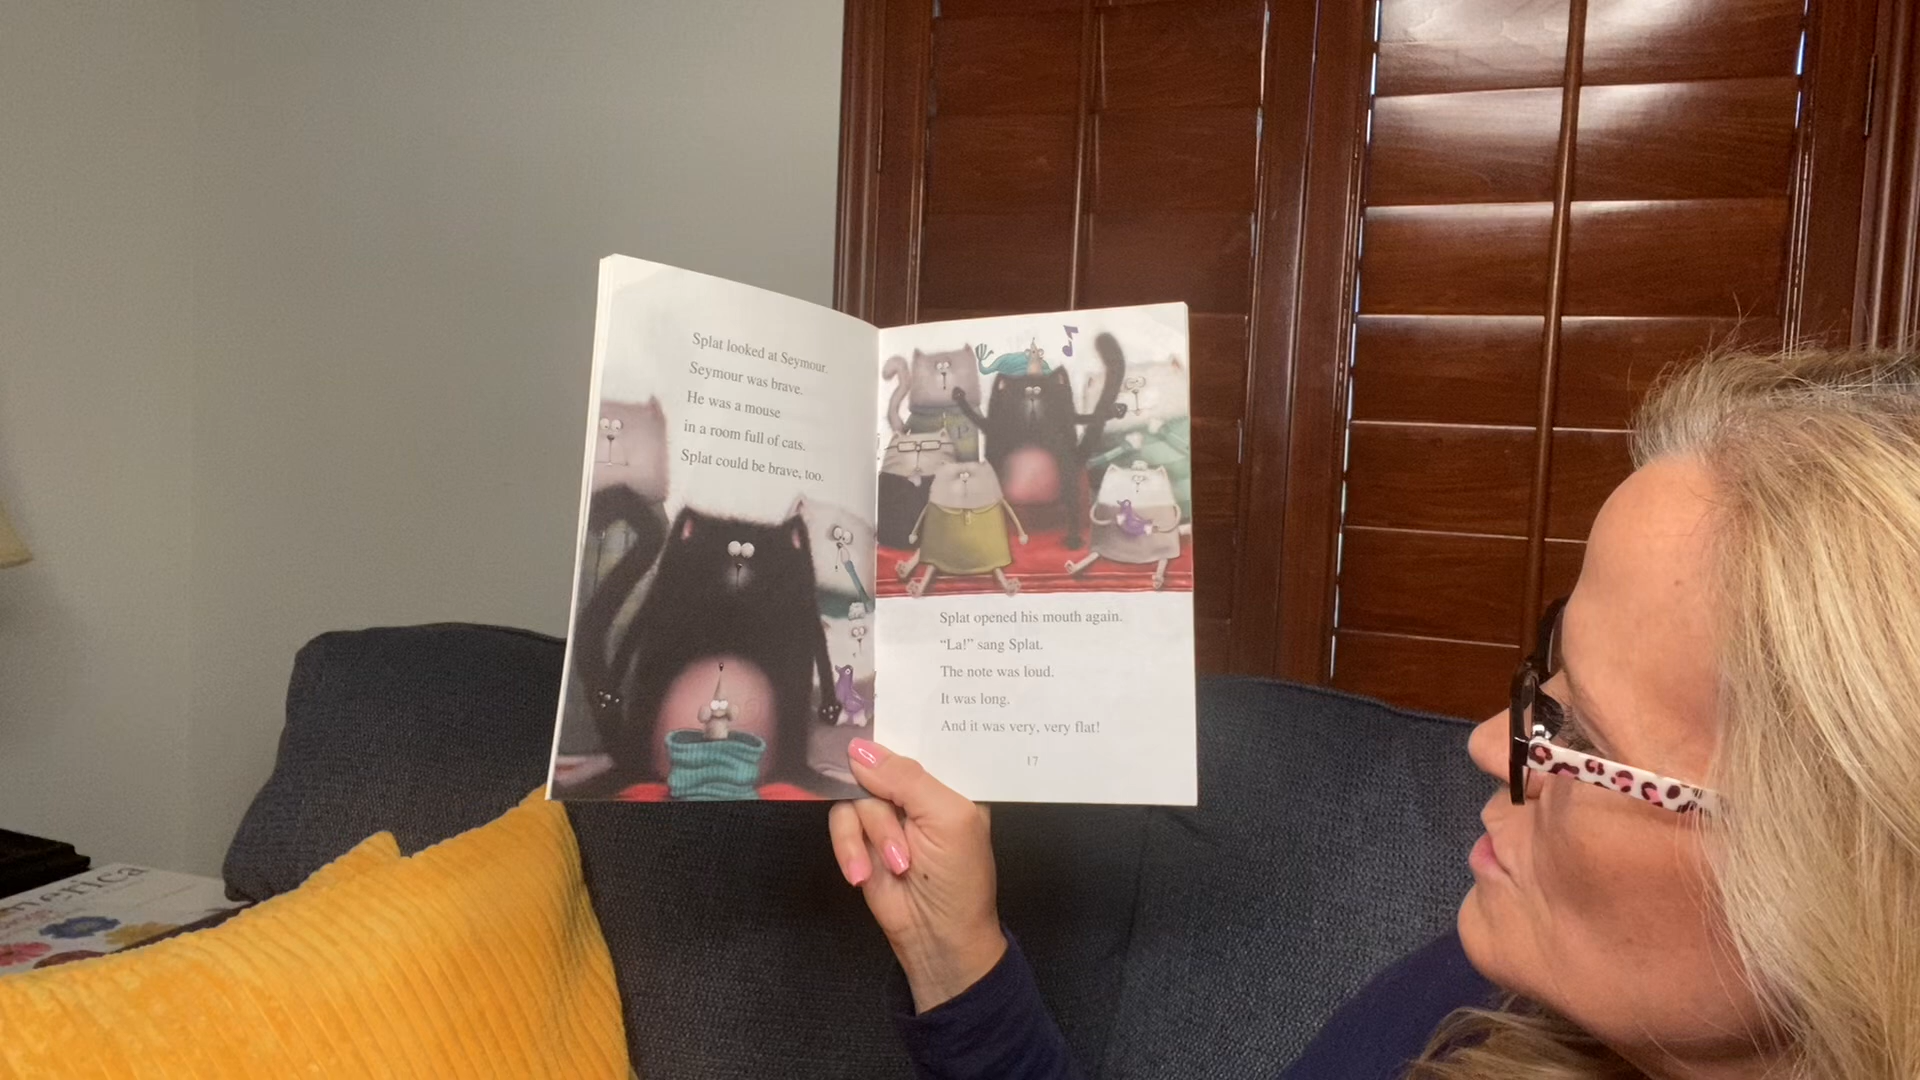 Splat looked at Seymour.
Seymour was brave.
He was a mouse
in a room full of cats.
Splat could be brave, too.
Splat opened his mouth again.
“La!” sang Splat.
The note was loud.
It was long.
And it was very, very flat!
17
merica